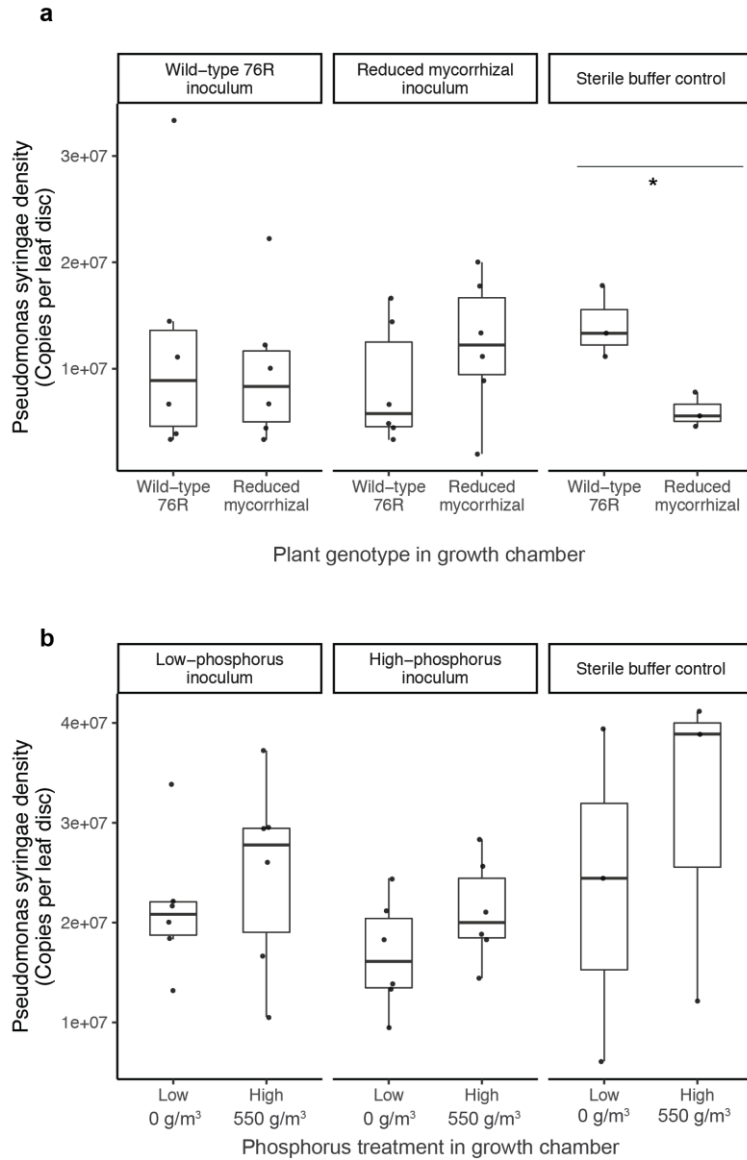 a
Wild−type 76R
inoculum
Reduced mycorrhizal
inoculum
Sterile buffer control
Pseudomonas syringae density
(Copies per leaf disc)
3e+07
2e+07
1e+07
*
Wild−type
76R
Reduced
mycorrhizal
Wild−type
76R
Reduced
mycorrhizal
Wild−type
76R
Reduced
mycorrhizal
Plant genotype in growth chamber
b
Low−phosphorus
inoculum
High−phosphorus
inoculum
Sterile buffer control
Pseudomonas syringae density
(Copies per leaf disc)
4e+07
3e+07
2e+07
1e+07
Low
0 g/m³
High
550 g/m³
Low
0 g/m³
High
550 g/m³
Low
0 g/m³
High
550 g/m³
Phosphorus treatment in growth chamber